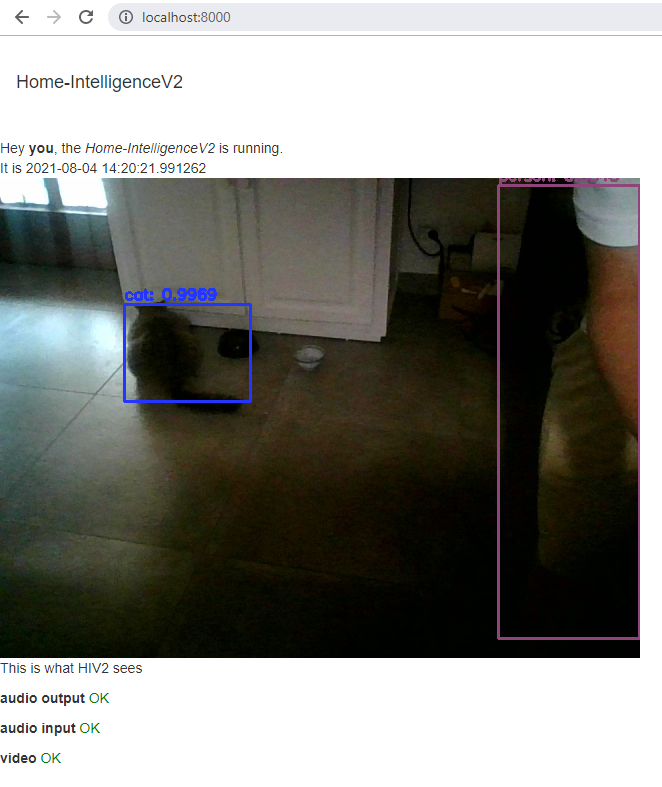 localhost:8000
Home-IntelligenceV2
Hey you, the Home-IntelligenceV2 is running.
It is 2021-08-04 14:20:21.991262
cat: 0.9969
This is what HIV2 sees
audio output OK
audio input OK
video OK